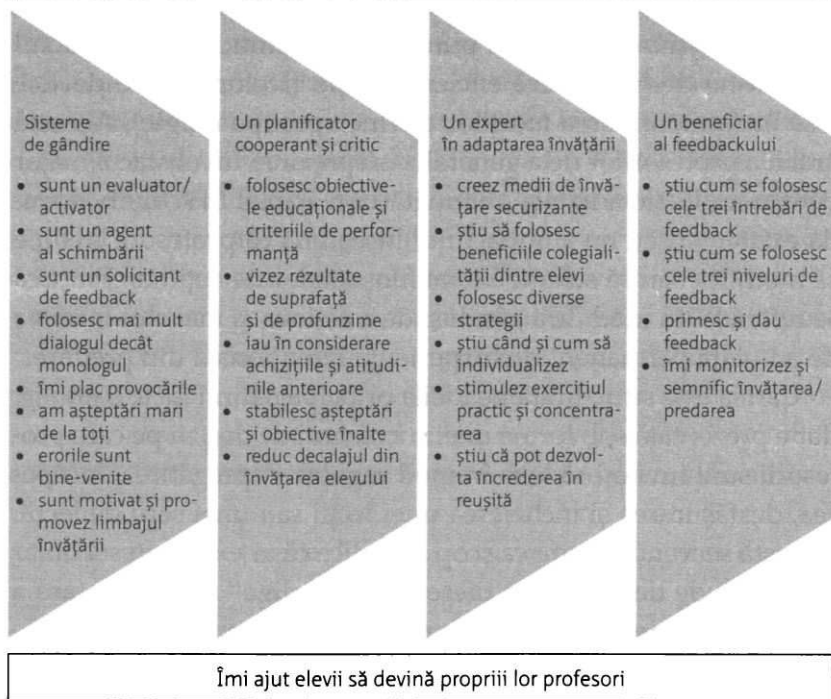 Sisteme
de gândire
• sunt un evaluator/
activator
• sunt un agent
al schimbării
• sunt un solicitant
de feedback
• folosesc mai mult
dialogul decât
monologul
• îmi plac provocările
• am așteptări mari
de la toți
• erorile sunt
bine-venite
• sunt motivat și pro-
movez limbajul
învățării
Un planificator
cooperant și critic
• folosesc obiective-
le educaționale și
criteriile de perfor-
manță
• vizez rezultate
de suprafață
și de profunzime
• iau în considerare
achizițiile și atitudi-
nile anterioare
• stabilesc așteptări
și obiective înalte
• reduc decalajul din
învățarea elevului
Un expert
în adaptarea învățării
• creez medii de învă-
țare securizante
• știu să folosesc
beneficiile colegiali-
tății dintre elevi
• folosesc diverse
strategii
• știu când și cum să
individualizez
• stimulez exercițiul
practic și concentra-
rea
• știu că pot dezvol-
ta încrederea în
reușită
Un beneficiar
al feedbackului
• știu cum se folosesc
cele trei întrebări de
feedback
• știu cum se folosesc
cele trei niveluri de
feedback
• primesc și dau
feedback
• îmi monitorizez și
semnific învățarea/
predarea
Îmi ajut elevii să devină propriii lor profesori